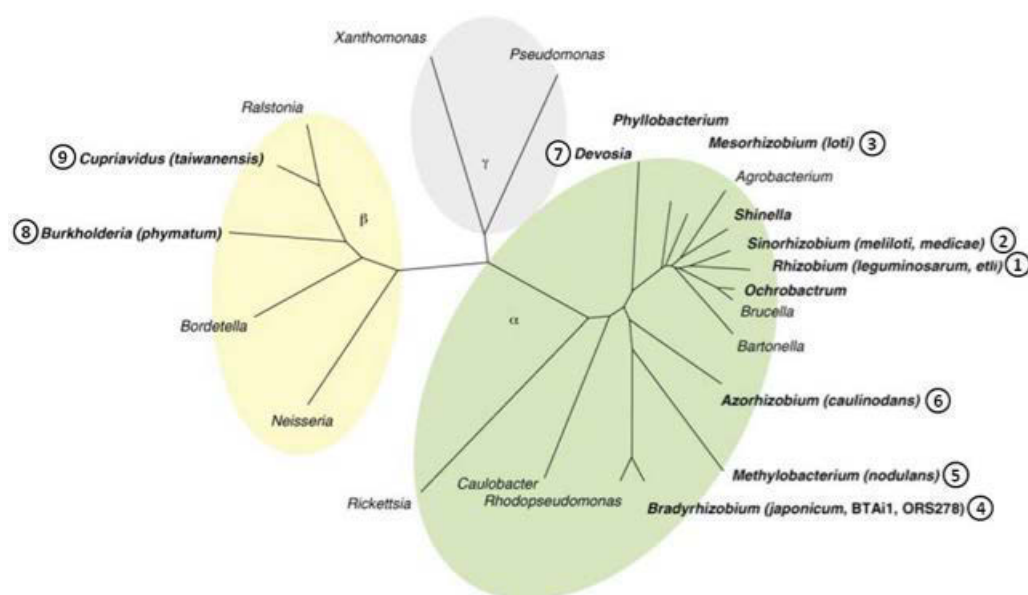 Xanthomonas
Pseudomonas
Ralstonia
Phyllobacterium
Mesorhizobium (loti) 3
9 Cupriavidus (taiwanensis)
7 Devosia
γ
Agrobacterium
β
Shinella
8 Burkholderia (phymatum)
Sinorhizobium (meliloti, medicae) 2
Rhizobium (leguminosarum, etli) 1
Ochrobactrum
Brucella
Bordetella
α
Bartonella
Azorhizobium (caulinodans) 6
Neisseria
Methylobacterium (nodulans) 5
Caulobacter
Rickettsia
Rhodopseudomonas
Bradyrhizobium (japonicum, BTAi1, ORS278) 4